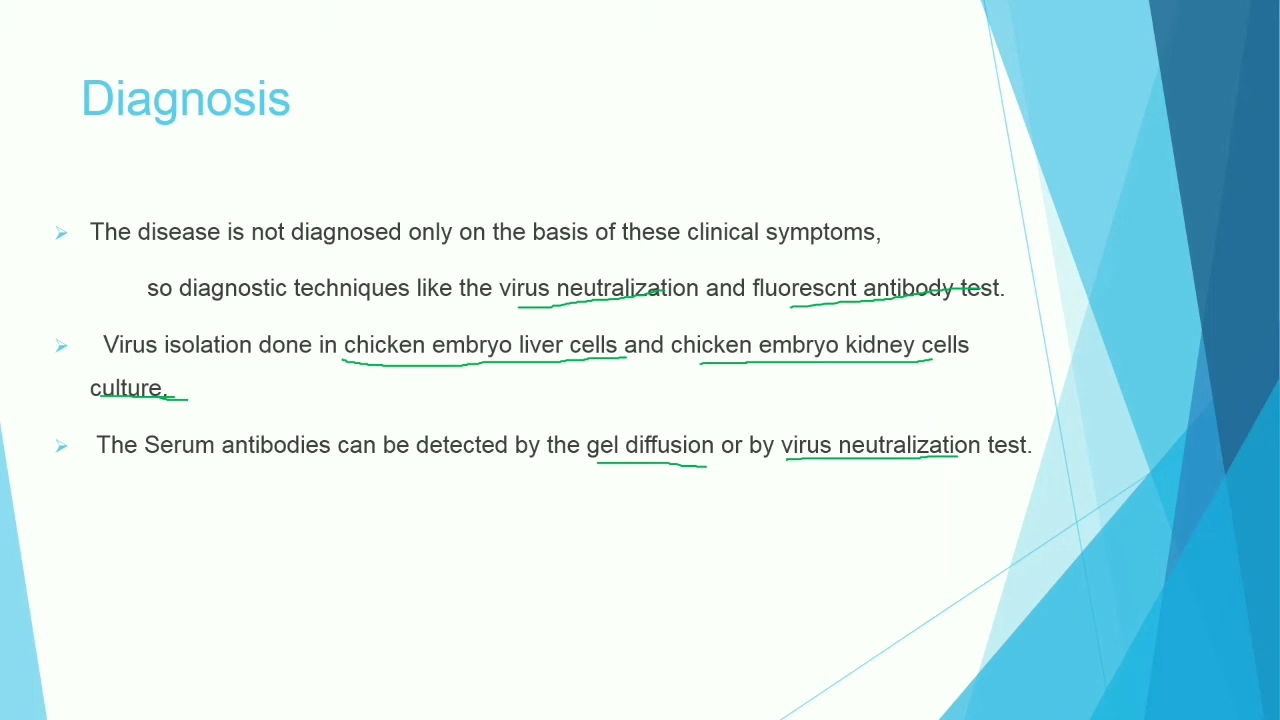 Diagnosis
The disease is not diagnosed only on the basis of these clinical symptoms,
so diagnostic techniques like the virus neutralization and fluorescnt antibody test.
Virus isolation done in chicken embryo liver cells and chicken embryo kidney cells
culture.
The Serum antibodies can be detected by the gel diffusion or by virus neutralization test.